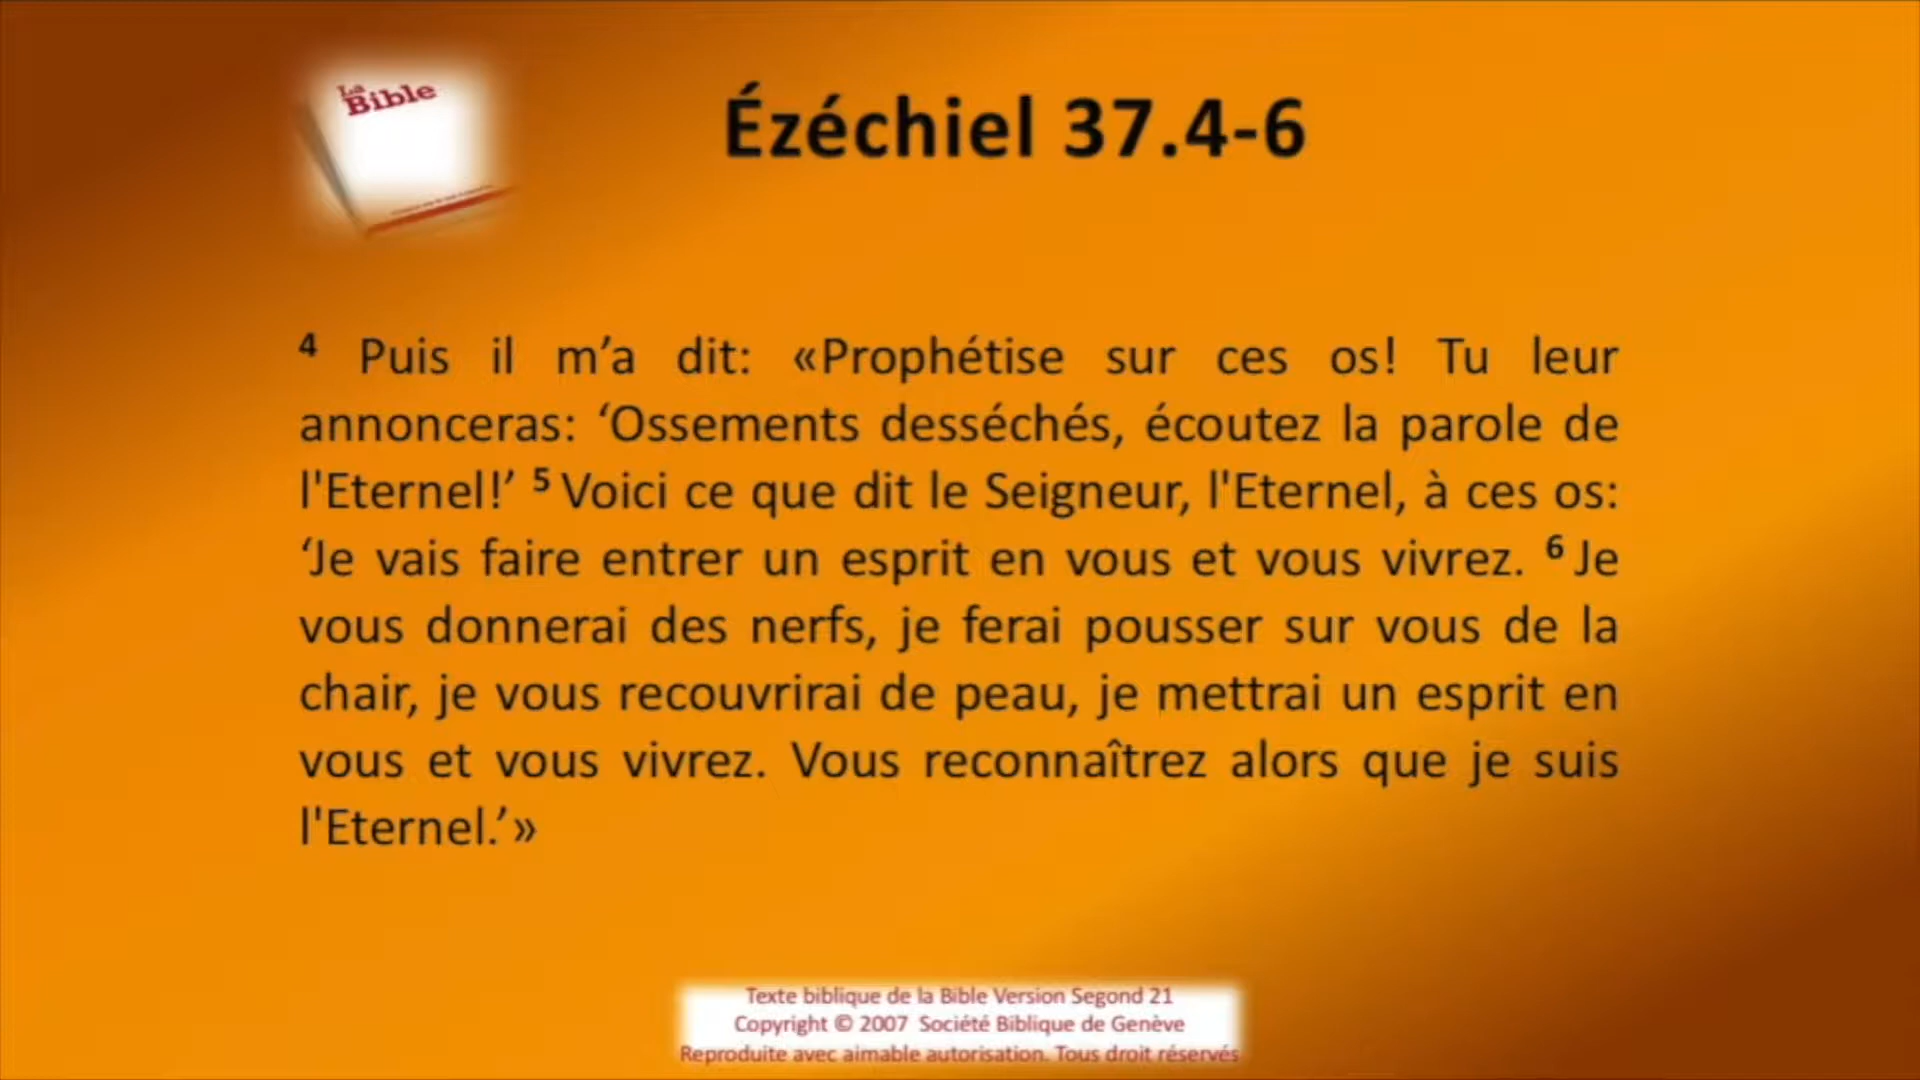 La
Bible
Ézéchiel 37.4-6
4 Puis il m’a dit: «Prophétise sur ces os! Tu leur
annonceras: ‘Ossements desséchés, écoutez la parole de
l'Eternel!’ 5 Voici ce que dit le Seigneur, l'Eternel, à ces os:
‘Je vais faire entrer un esprit en vous et vous vivrez. 6 Je
vous donnerai des nerfs, je ferai pousser sur vous de la
chair, je vous recouvrirai de peau, je mettrai un esprit en
vous et vous vivrez. Vous reconnaîtrez alors que je suis
l'Eternel.’»
Texte biblique de la Bible Version Segond 21
Copyright © 2007 Société Biblique de Genève
Reproduite avec aimable autorisation. Tous droit réservés